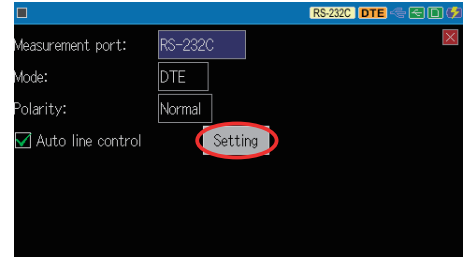 RS-232C DTE
Measurement port: RS-232C
Mode: DTE
Polarity: Normal
Auto line control Setting